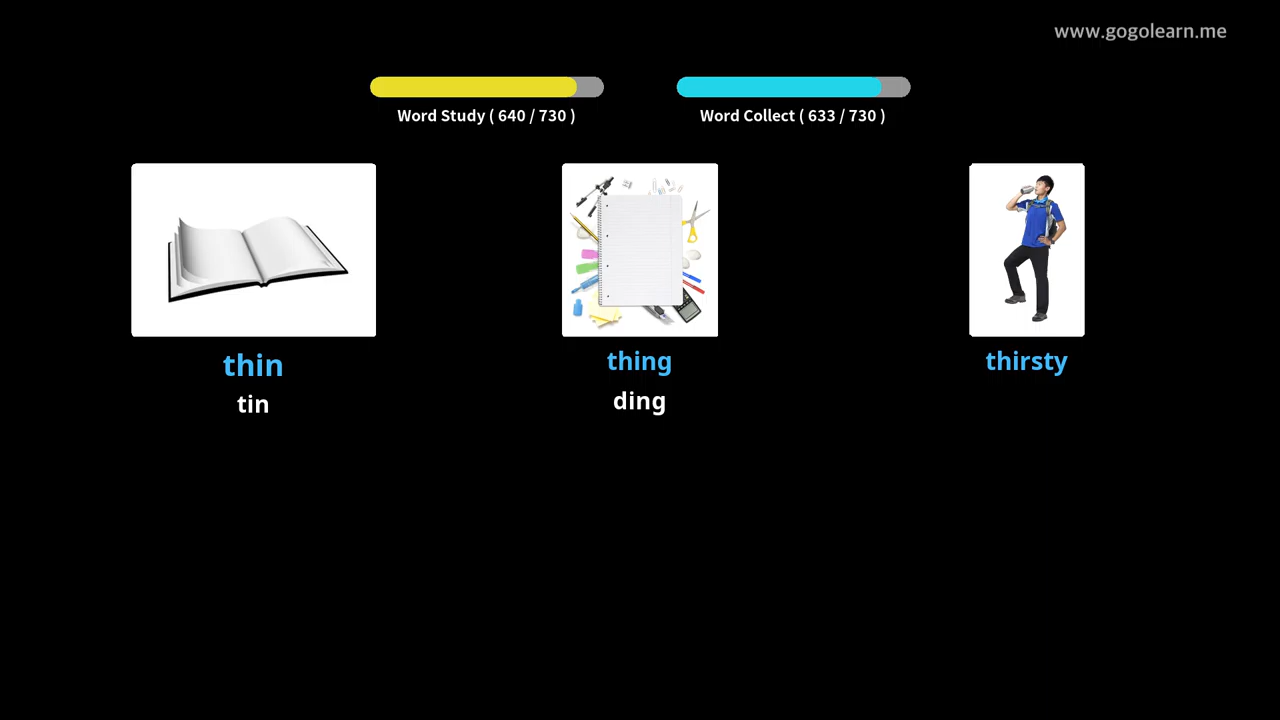 www.gogolearn.me
Word Study ( 640 / 730 )
Word Collect ( 633 / 730 )
thin
thing
thirsty
tin
ding